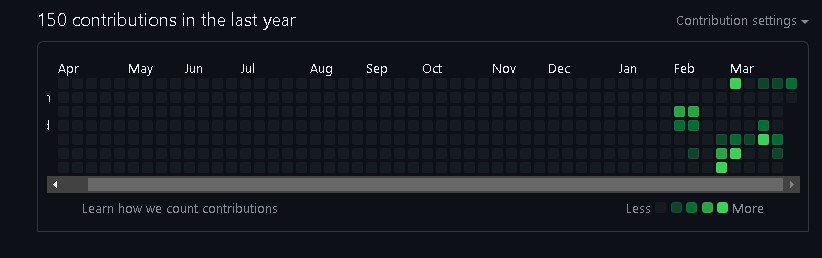 150 contributions in the last year
Contribution settings
Apr May Jun Jul Aug Sep Oct Nov Dec Jan Feb Mar
Learn how we count contributions
Less More